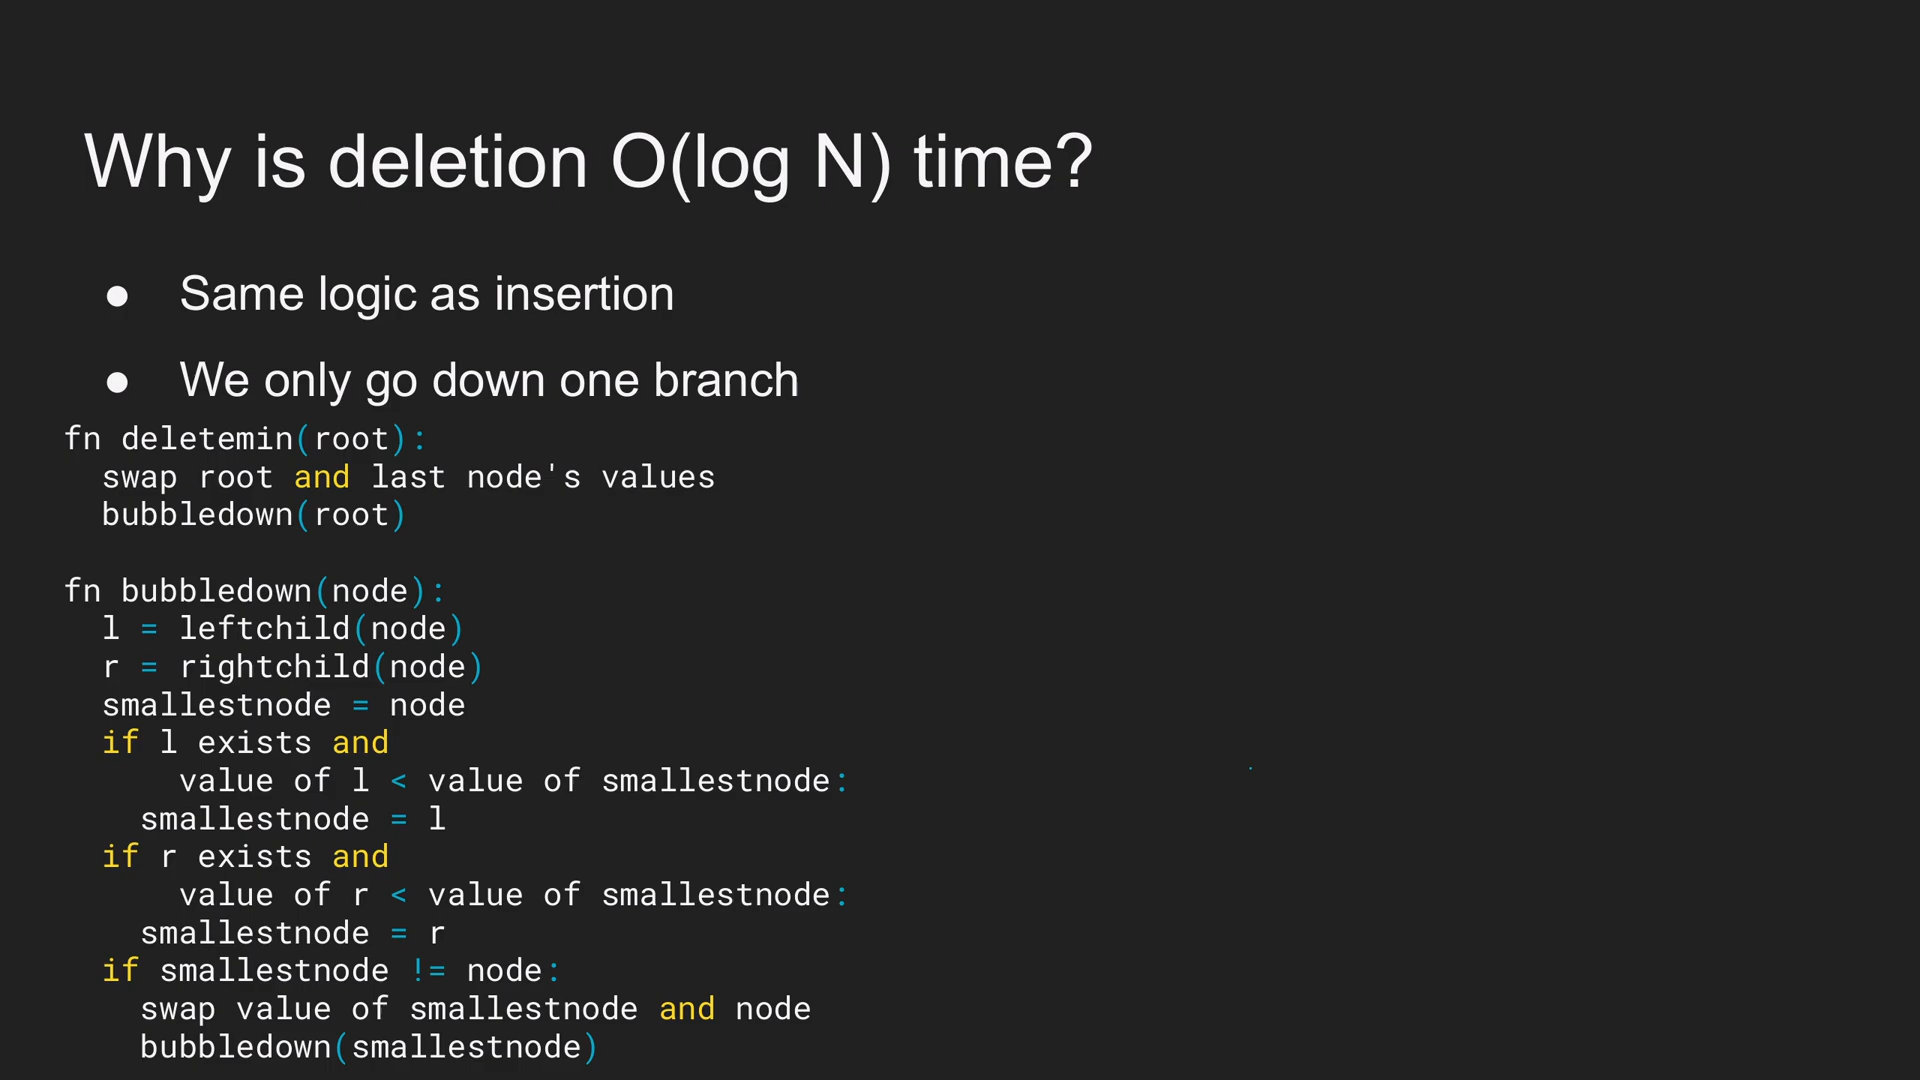 Why is deletion O(log N) time?
● Same logic as insertion
● We only go down one branch
fn deletemin(root):
  swap root and last node's values
  bubbledown(root)

fn bubbledown(node):
  l = leftchild(node)
  r = rightchild(node)
  smallestnode = node
  if l exists and
      value of l < value of smallestnode:
    smallestnode = l
  if r exists and
      value of r < value of smallestnode:
    smallestnode = r
  if smallestnode != node:
    swap value of smallestnode and node
    bubbledown(smallestnode)